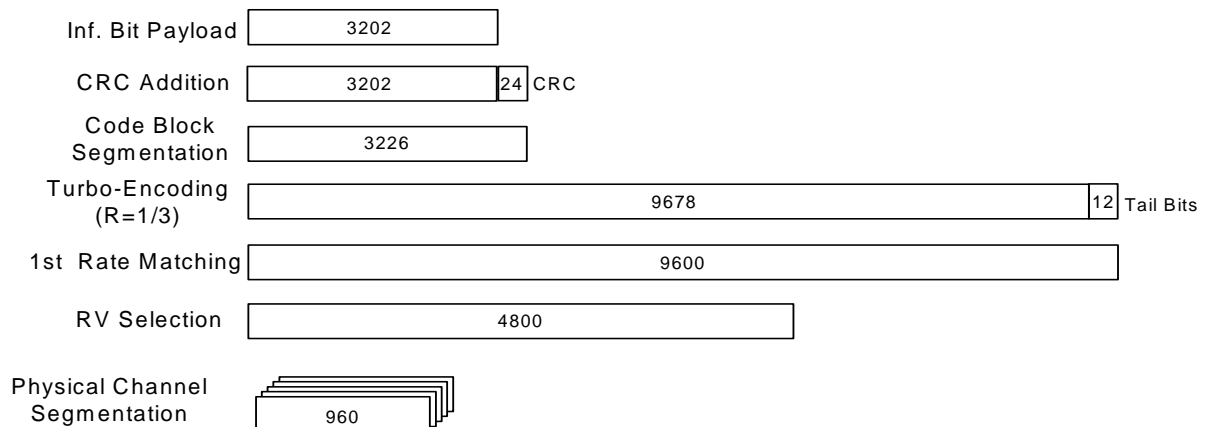 Inf. Bit Payload 3202
CRC Addition 3202 24 CRC
Code Block
Segmentation 3226
Turbo-Encoding
(R=1/3) 9678 12 Tail Bits
1st Rate Matching 9600
RV Selection 4800
Physical Channel
Segmentation 960